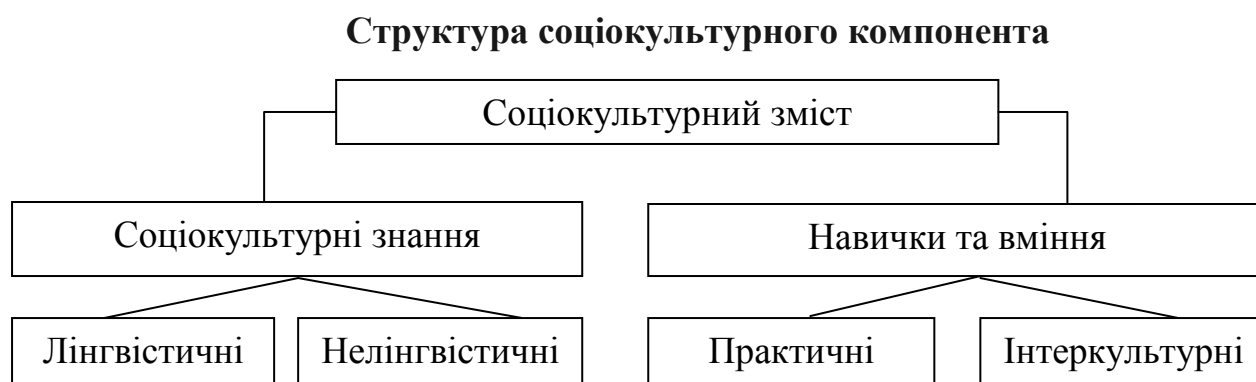 Структура соціокультурного компонента
Соціокультурний зміст
Соціокультурні знання
Навички та вміння
Лінгвістичні
Нелінгвістичні
Практичні
Інтеркультурні